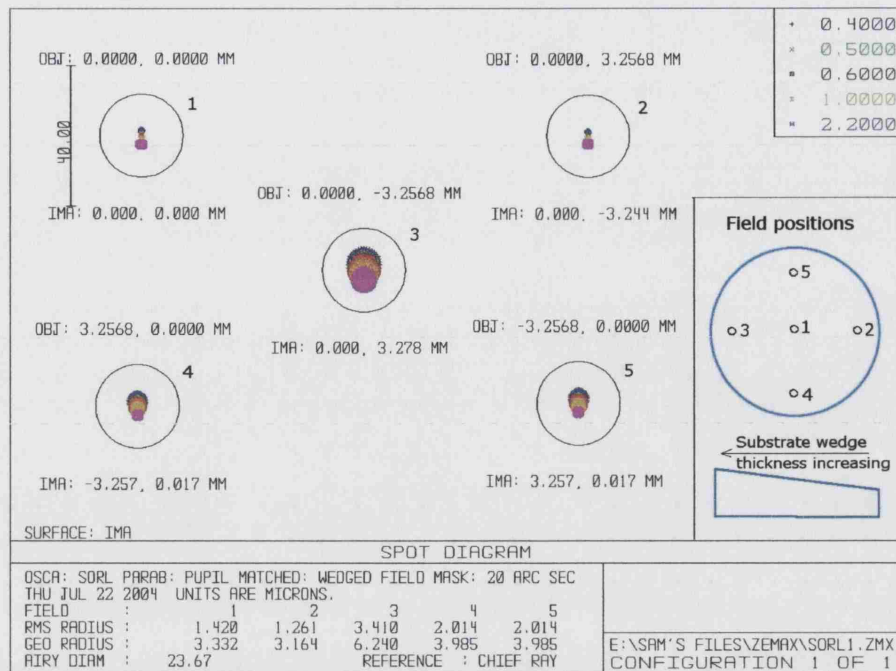 OBJ: 0.0000, 0.0000 MM
1
40.00
IMA: 0.000, 0.000 MM
OBJ: 0.0000, 3.2568 MM
2
IMA: 0.000, -3.244 MM
OBJ: 0.0000, -3.2568 MM
3
IMA: 0.000, 3.278 MM
OBJ: 3.2568, 0.0000 MM
4
IMA: -3.257, 0.017 MM
OBJ: -3.2568, 0.0000 MM
5
IMA: 3.257, 0.017 MM
0.4000
0.5000
0.6000
1.0000
2.2000
Field positions
5
3
1
2
4
Substrate wedge
thickness increasing
SURFACE: IMA
SPOT DIAGRAM
OSCA: SORL PARAB: PUPIL MATCHED: WEDGED FIELD MASK: 20 ARC SEC
THU JUL 22 2004 UNITS ARE MICRONS.
FIELD : 1 2 3 4 5
RMS RADIUS : 1.420 1.261 3.410 2.014 2.014
GEO RADIUS : 3.332 3.164 6.240 3.985 3.985
AIRY DIAM : 23.67 REFERENCE : CHIEF RAY
E:\SAM'S FILES\ZEMAX\SORL1.ZMX
CONFIGURATION OF